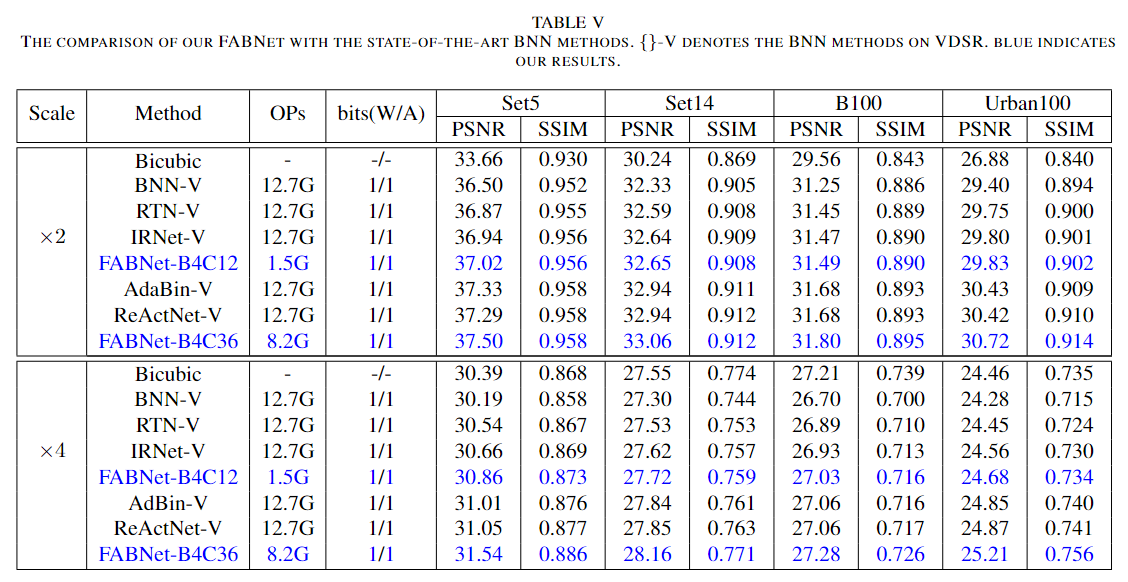 TABLE V
THE COMPARISON OF OUR FABNET WITH THE STATE-OF-THE-ART BNN METHODS. {}-V DENOTES THE BNN METHODS ON VDSR. BLUE INDICATES
OUR RESULTS.
Scale Method OPs bits(W/A) Set5 Set14 B100 Urban100
PSNR SSIM PSNR SSIM PSNR SSIM PSNR SSIM
×2
Bicubic - -/- 33.66 0.930 30.24 0.869 29.56 0.843 26.88 0.840
BNN-V 12.7G 1/1 36.50 0.952 32.33 0.905 31.25 0.886 29.40 0.894
RTN-V 12.7G 1/1 36.87 0.955 32.59 0.908 31.45 0.889 29.75 0.900
IRNet-V 12.7G 1/1 36.94 0.956 32.64 0.909 31.47 0.890 29.80 0.901
FABNet-B4C12 1.5G 1/1 37.02 0.956 32.65 0.908 31.49 0.890 29.83 0.902
AdaBin-V 12.7G 1/1 37.33 0.958 32.94 0.911 31.68 0.893 30.43 0.909
ReActNet-V 12.7G 1/1 37.29 0.958 32.94 0.912 31.68 0.893 30.42 0.910
FABNet-B4C36 8.2G 1/1 37.50 0.958 33.06 0.912 31.80 0.895 30.72 0.914
×4
Bicubic - -/- 30.39 0.868 27.55 0.774 27.21 0.739 24.46 0.735
BNN-V 12.7G 1/1 30.19 0.858 27.30 0.744 26.70 0.700 24.28 0.715
RTN-V 12.7G 1/1 30.54 0.867 27.53 0.753 26.89 0.710 24.45 0.724
IRNet-V 12.7G 1/1 30.66 0.869 27.62 0.757 26.93 0.713 24.56 0.730
FABNet-B4C12 1.5G 1/1 30.86 0.873 27.72 0.759 27.03 0.716 24.68 0.734
AdBin-V 12.7G 1/1 31.01 0.876 27.84 0.761 27.06 0.716 24.85 0.740
ReActNet-V 12.7G 1/1 31.05 0.877 27.85 0.763 27.06 0.717 24.87 0.741
FABNet-B4C36 8.2G 1/1 31.54 0.886 28.16 0.771 27.28 0.726 25.21 0.756